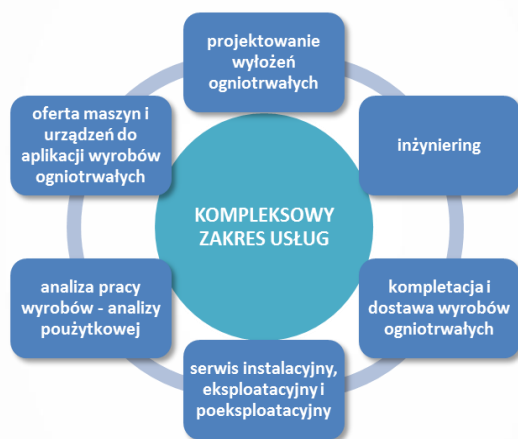 projektowanie
wyłożeń
ogniotrwałych
inżyniering
kompletacja i
dostawa wyrobów
ogniotrwałych
serwis instalacyjny,
eksploatacyjny i
poeksploatacyjny
analiza pracy
wyrobów - analizy
poużytkowej
oferta maszyn i
urządzeń do
aplikacji wyrobów
ogniotrwałych
KOMPLEKSOWY
ZAKRES USŁUG